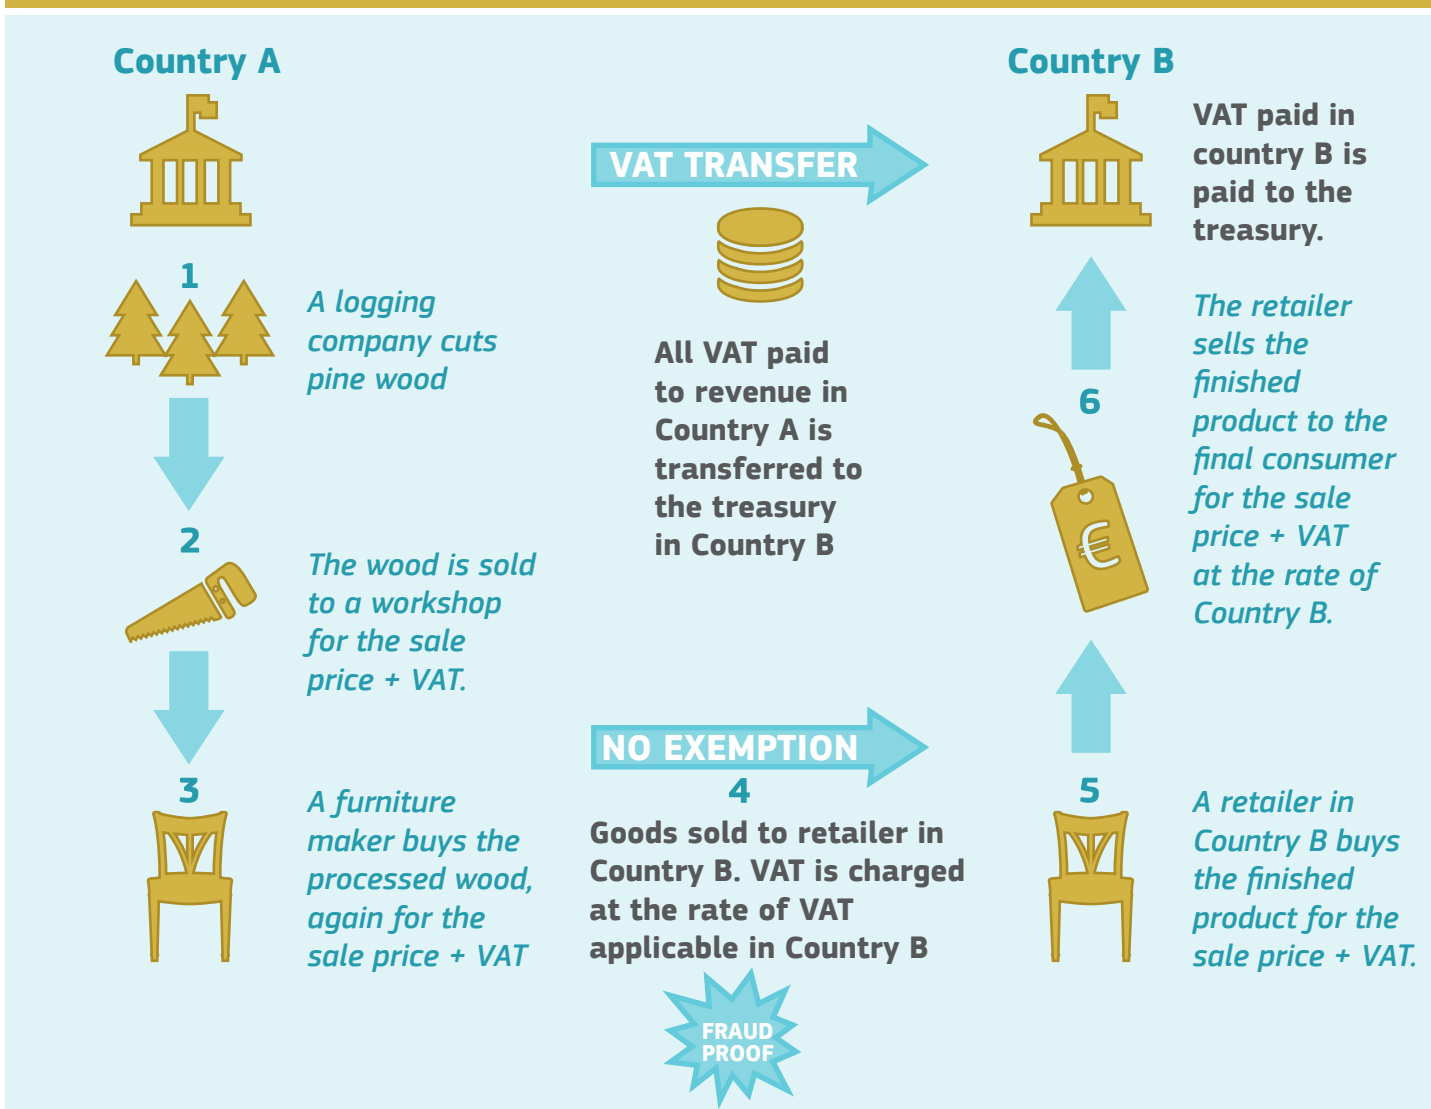 Country A
1
A logging
company cuts
pine wood
2
The wood is sold
to a workshop
for the sale
price + VAT.
3
A furniture
maker buys the
processed wood,
again for the
sale price + VAT
VAT TRANSFER
All VAT paid
to revenue in
Country A is
transferred to
the treasury
in Country B
NO EXEMPTION
4
Goods sold to retailer in
Country B. VAT is charged
at the rate of VAT
applicable in Country B
FRAUD
PROOF
Country B
VAT paid in
country B is
paid to the
treasury.
6
€
The retailer
sells the
finished
product to the
final consumer
for the sale
price + VAT
at the rate of
Country B.
5
A retailer in
Country B buys
the finished
product for the
sale price + VAT.